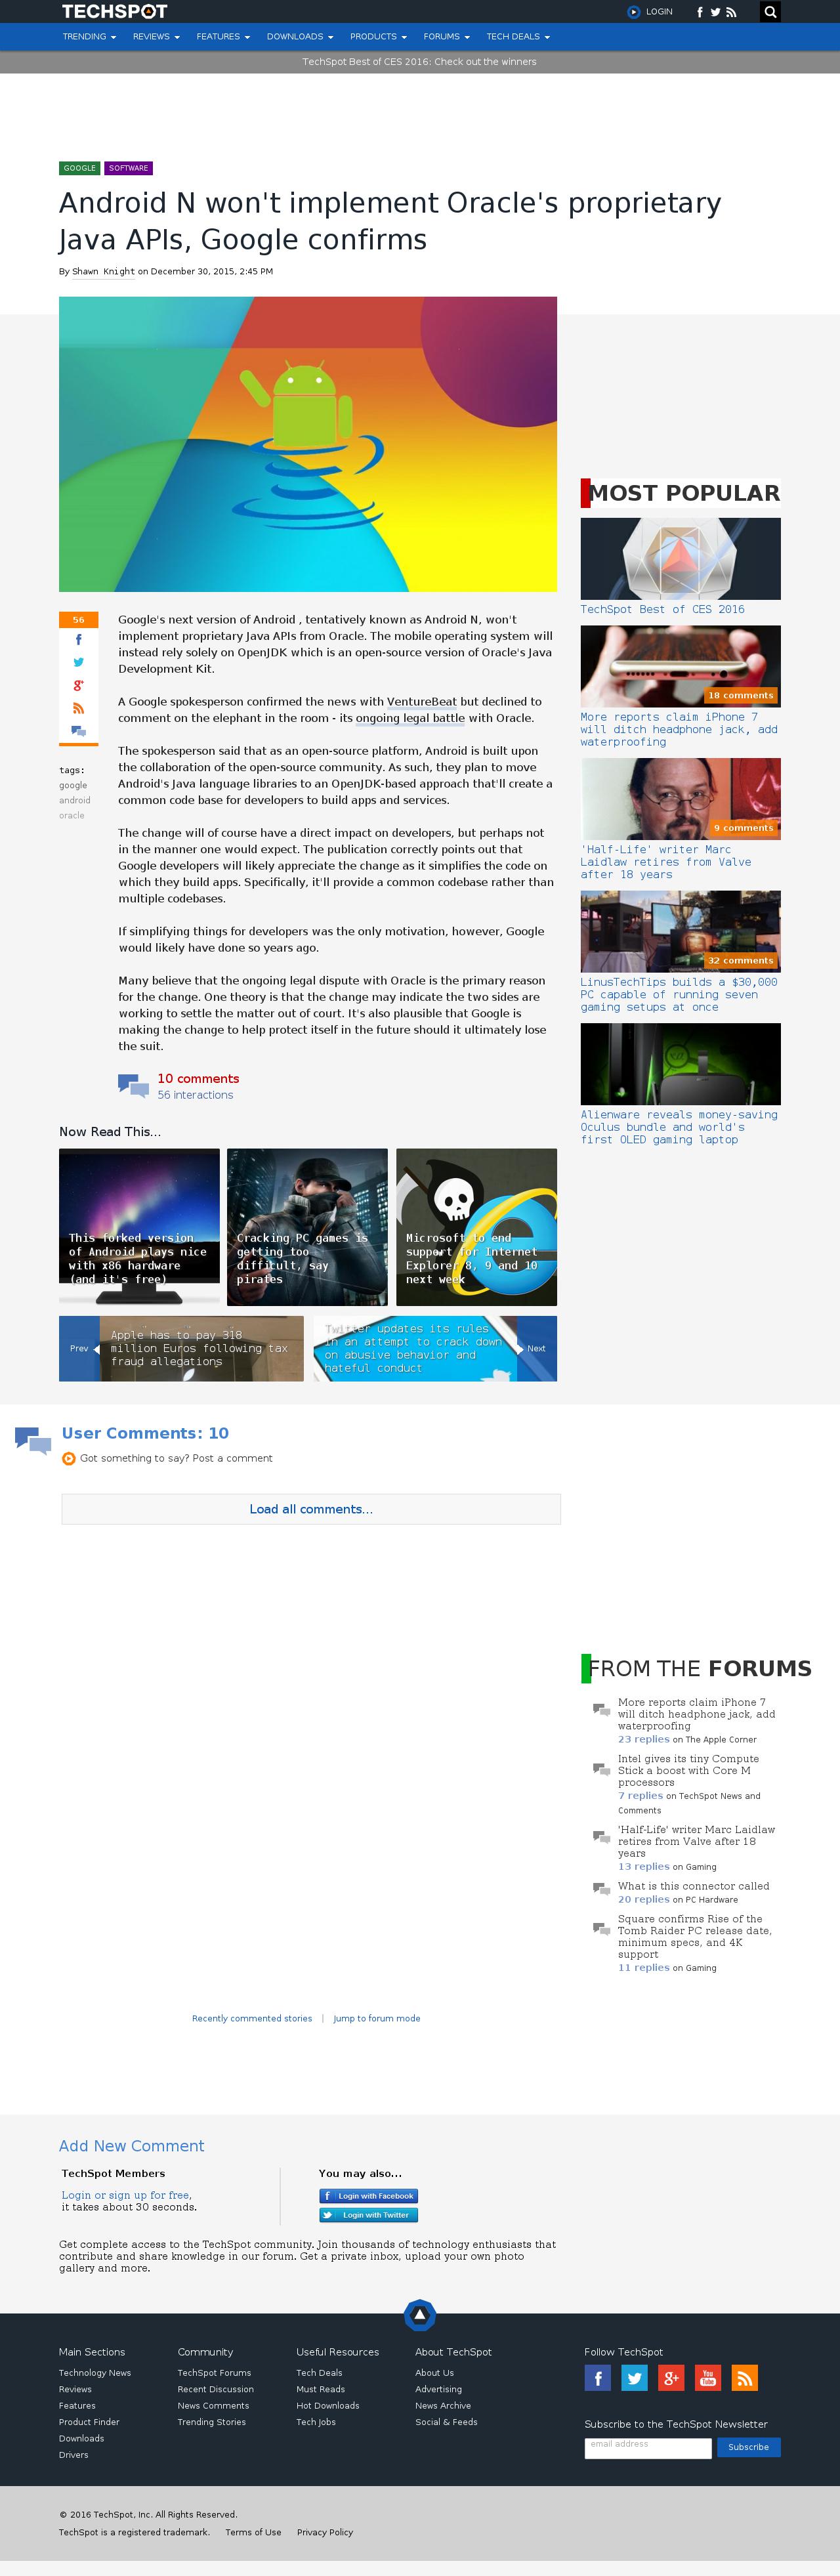 TECHSPOT
LOGIN
TRENDING REVIEWS FEATURES DOWNLOADS PRODUCTS FORUMS TECH DEALS
TechSpot Best of CES 2016: Check out the winners
GOOGLE SOFTWARE
Android N won't implement Oracle's proprietary
Java APIs, Google confirms
By Shawn Knight on December 30, 2015, 2:45 PM
56
tags:
google
android
oracle
Google's next version of Android , tentatively known as Android N, won't
implement proprietary Java APIs from Oracle. The mobile operating system will
instead rely solely on OpenJDK which is an open-source version of Oracle's Java
Development Kit.
A Google spokesperson confirmed the news with VentureBeat but declined to
comment on the elephant in the room - its ongoing legal battle with Oracle.
The spokesperson said that as an open-source platform, Android is built upon
the collaboration of the open-source community. As such, they plan to move
Android's Java language libraries to an OpenJDK-based approach that'll create a
common code base for developers to build apps and services.
The change will of course have a direct impact on developers, but perhaps not
in the manner one would expect. The publication correctly points out that
Google developers will likely appreciate the change as it simplifies the code on
which they build apps. Specifically, it'll provide a common codebase rather than
multiple codebases.
If simplifying things for developers was the only motivation, however, Google
would likely have done so years ago.
Many believe that the ongoing legal dispute with Oracle is the primary reason
for the change. One theory is that the change may indicate the two sides are
working to settle the matter out of court. It's also plausible that Google is
making the change to help protect itself in the future should it ultimately lose
the suit.
10 comments
56 interactions
Now Read This...
This forked version
of Android plays nice
with x86 hardware
(and it's free)
Cracking PC games is
getting too
difficult, say
pirates
Microsoft to end
support for Internet
Explorer 8, 9 and 10
next week
Prev
Apple has to pay 318
million Euros following tax
fraud allegations
Twitter updates its rules
in an attempt to crack down
on abusive behavior and
hateful conduct
Next
MOST POPULAR
TechSpot Best of CES 2016
18 comments
More reports claim iPhone 7
will ditch headphone jack, add
waterproofing
9 comments
'Half-Life' writer Marc
Laidlaw retires from Valve
after 18 years
32 comments
LinusTechTips builds a $30,000
PC capable of running seven
gaming setups at once
Alienware reveals money-saving
Oculus bundle and world's
first OLED gaming laptop
User Comments: 10
Got something to say? Post a comment
Load all comments...
FROM THE FORUMS
More reports claim iPhone 7
will ditch headphone jack, add
waterproofing
23 replies on The Apple Corner
Intel gives its tiny Compute
Stick a boost with Core M
processors
7 replies on TechSpot News and
Comments
'Half-Life' writer Marc Laidlaw
retires from Valve after 18
years
13 replies on Gaming
What is this connector called
20 replies on PC Hardware
Square confirms Rise of the
Tomb Raider PC release date,
minimum specs, and 4K
support
11 replies on Gaming
Recently commented stories | Jump to forum mode
Add New Comment
TechSpot Members
Login or sign up for free,
it takes about 30 seconds.
You may also...
Login with Facebook
Login with Twitter
Get complete access to the TechSpot community. Join thousands of technology enthusiasts that
contribute and share knowledge in our forum. Get a private inbox, upload your own photo
gallery and more.
Main Sections
Technology News
Reviews
Features
Product Finder
Downloads
Drivers
Community
TechSpot Forums
Recent Discussion
News Comments
Trending Stories
Useful Resources
Tech Deals
Must Reads
Hot Downloads
Tech Jobs
About TechSpot
About Us
Advertising
News Archive
Social & Feeds
Follow TechSpot
You Tube
Subscribe to the TechSpot Newsletter
email address Subscribe
© 2016 TechSpot, Inc. All Rights Reserved.
TechSpot is a registered trademark. Terms of Use Privacy Policy